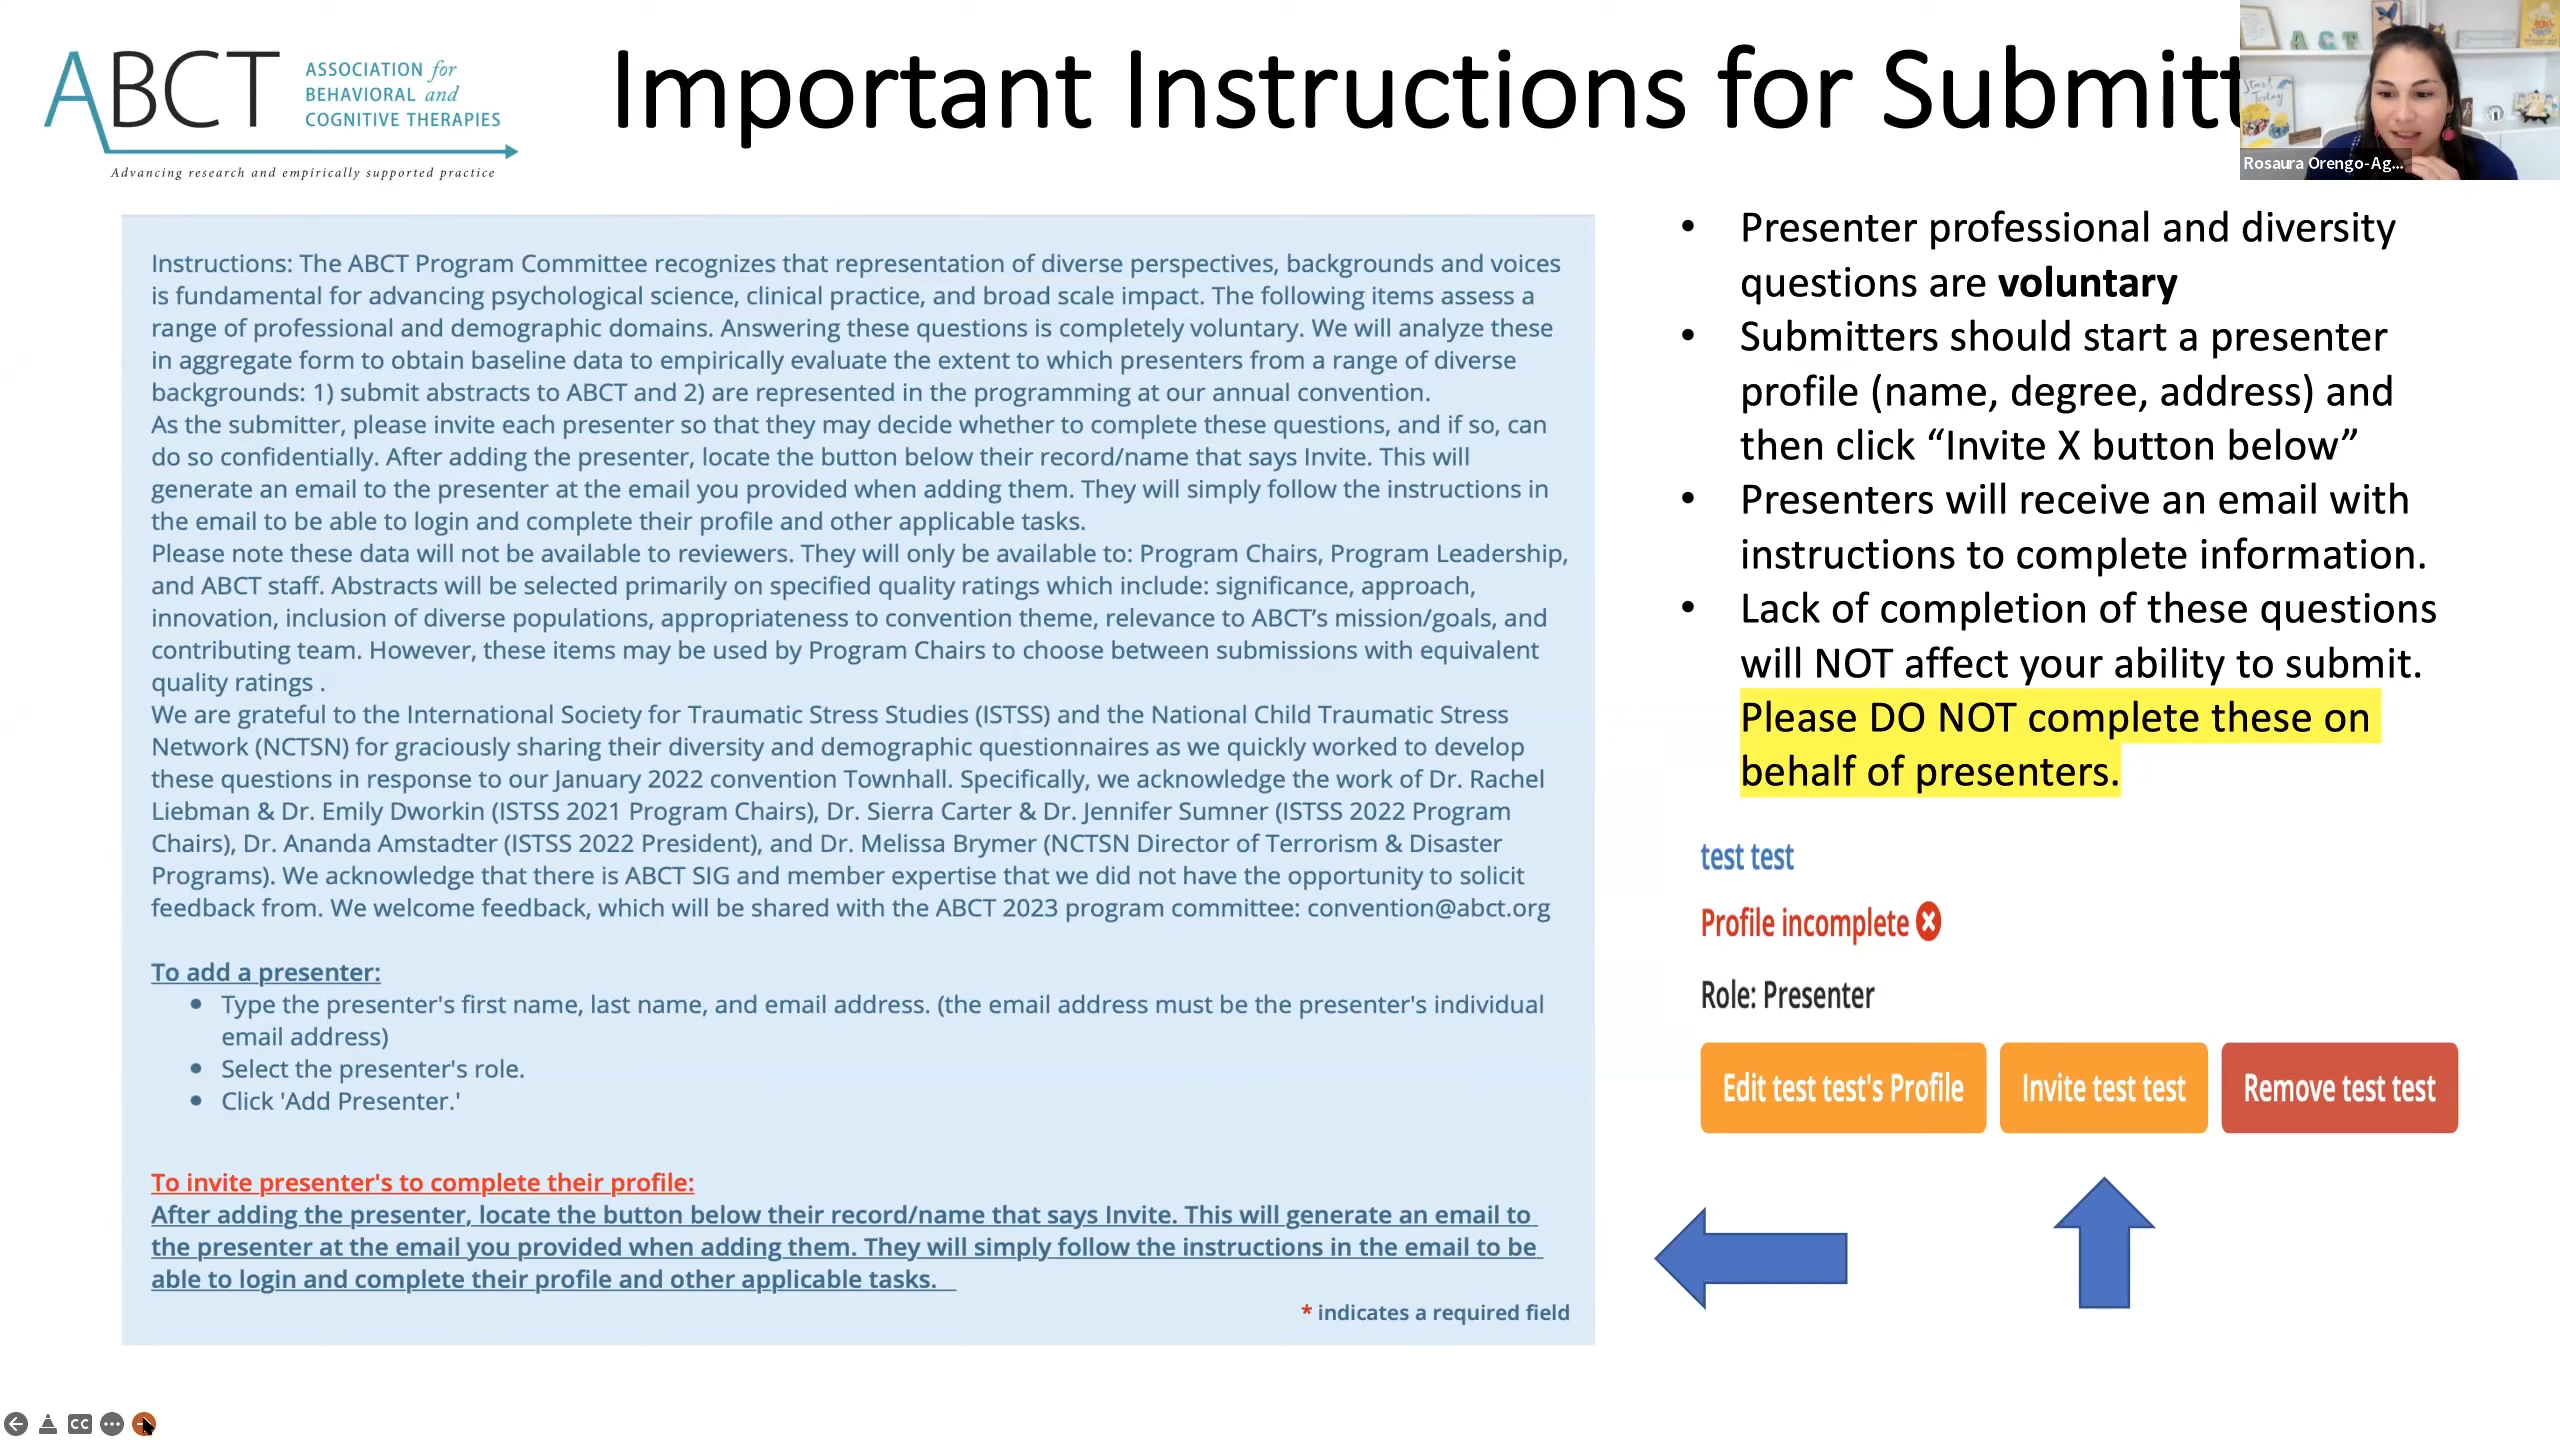 ABCT
ASSOCIATION for
BEHAVIORAL and
COGNITIVE THERAPIES
Advancing research and empirically supported practice
Important Instructions for Submitt
ACT
Start
Today
Rosaura Orengo-Ag...
Instructions: The ABCT Program Committee recognizes that representation of diverse perspectives, backgrounds and voices
is fundamental for advancing psychological science, clinical practice, and broad scale impact. The following items assess a
range of professional and demographic domains. Answering these questions is completely voluntary. We will analyze these
in aggregate form to obtain baseline data to empirically evaluate the extent to which presenters from a range of diverse
backgrounds: 1) submit abstracts to ABCT and 2) are represented in the programming at our annual convention.
As the submitter, please invite each presenter so that they may decide whether to complete these questions, and if so, can
do so confidentially. After adding the presenter, locate the button below their record/name that says Invite. This will
generate an email to the presenter at the email you provided when adding them. They will simply follow the instructions in
the email to be able to login and complete their profile and other applicable tasks.
Please note these data will not be available to reviewers. They will only be available to: Program Chairs, Program Leadership,
and ABCT staff. Abstracts will be selected primarily on specified quality ratings which include: significance, approach,
innovation, inclusion of diverse populations, appropriateness to convention theme, relevance to ABCT's mission/goals, and
contributing team. However, these items may be used by Program Chairs to choose between submissions with equivalent
quality ratings .
We are grateful to the International Society for Traumatic Stress Studies (ISTSS) and the National Child Traumatic Stress
Network (NCTSN) for graciously sharing their diversity and demographic questionnaires as we quickly worked to develop
these questions in response to our January 2022 convention Townhall. Specifically, we acknowledge the work of Dr. Rachel
Liebman & Dr. Emily Dworkin (ISTSS 2021 Program Chairs), Dr. Sierra Carter & Dr. Jennifer Sumner (ISTSS 2022 Program
Chairs), Dr. Ananda Amstadter (ISTSS 2022 President), and Dr. Melissa Brymer (NCTSN Director of Terrorism & Disaster
Programs). We acknowledge that there is ABCT SIG and member expertise that we did not have the opportunity to solicit
feedback from. We welcome feedback, which will be shared with the ABCT 2023 program committee: convention@abct.org
To add a presenter:
• Type the presenter's first name, last name, and email address. (the email address must be the presenter's individual
email address)
• Select the presenter's role.
• Click 'Add Presenter.'
To invite presenter's to complete their profile:
After adding the presenter, locate the button below their record/name that says Invite. This will generate an email to
the presenter at the email you provided when adding them. They will simply follow the instructions in the email to be
able to login and complete their profile and other applicable tasks.
* indicates a required field
• Presenter professional and diversity
questions are voluntary
• Submitters should start a presenter
profile (name, degree, address) and
then click “Invite X button below”
• Presenters will receive an email with
instructions to complete information.
• Lack of completion of these questions
will NOT affect your ability to submit.
Please DO NOT complete these on
behalf of presenters.
test test
Profile incomplete
Role: Presenter
Edit test test's Profile
Invite test test
Remove test test
CC